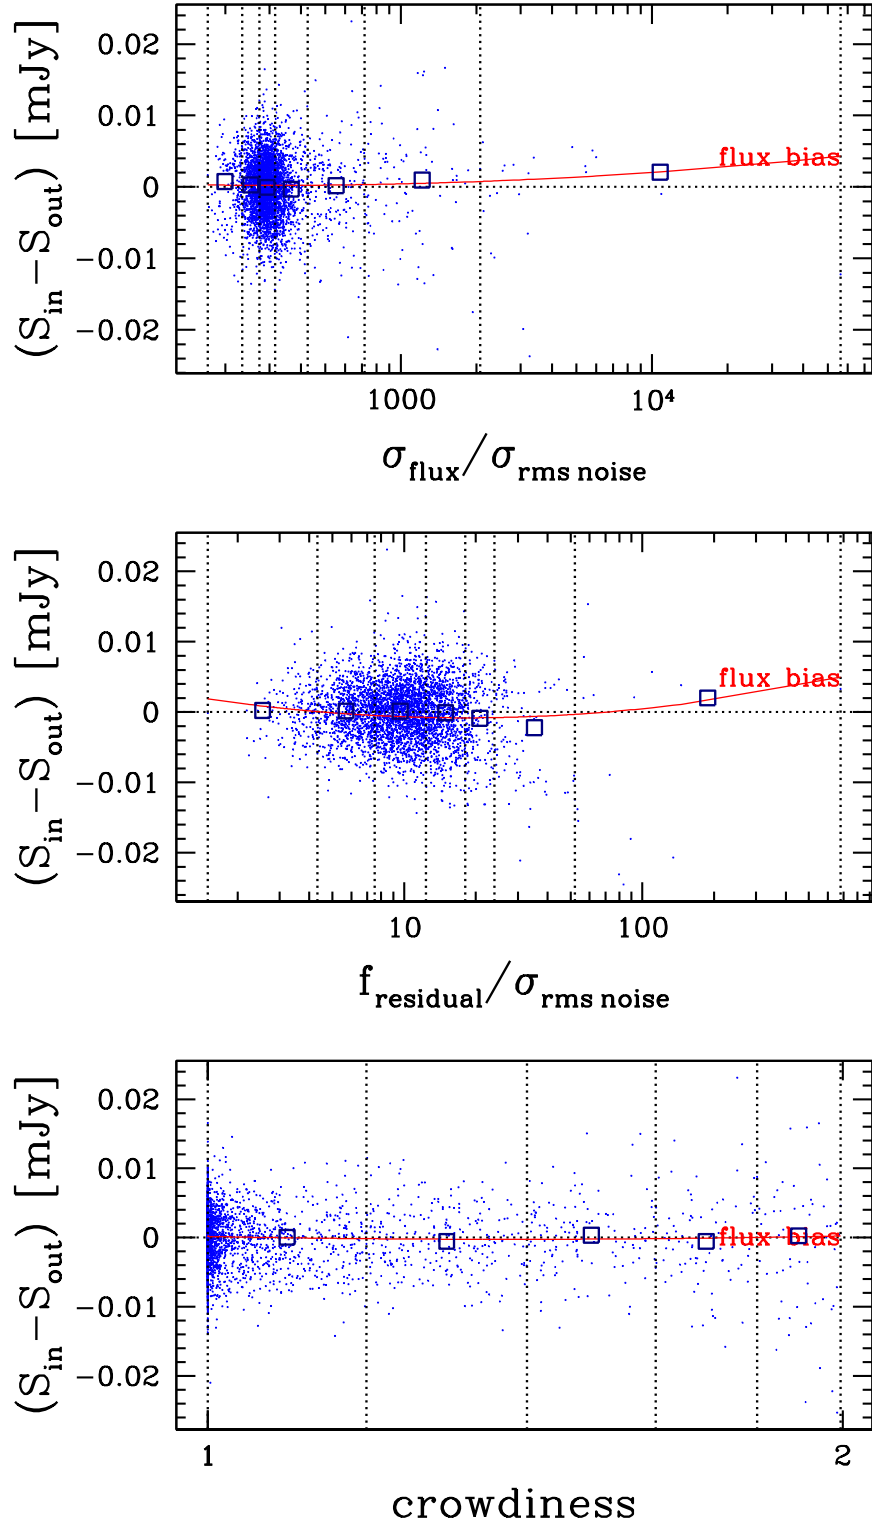 (S_in − S_out) [mJy]
0.02
0.01
0
−0.01
−0.02
flux bias
1000 10⁴
σ_flux/σ_rms noise
(S_in − S_out) [mJy]
0.02
0.01
0
−0.01
−0.02
flux bias
10 100
f_residual/σ_rms noise
(S_in − S_out) [mJy]
0.02
0.01
0
−0.01
−0.02
flux bias
1 2
crowdiness